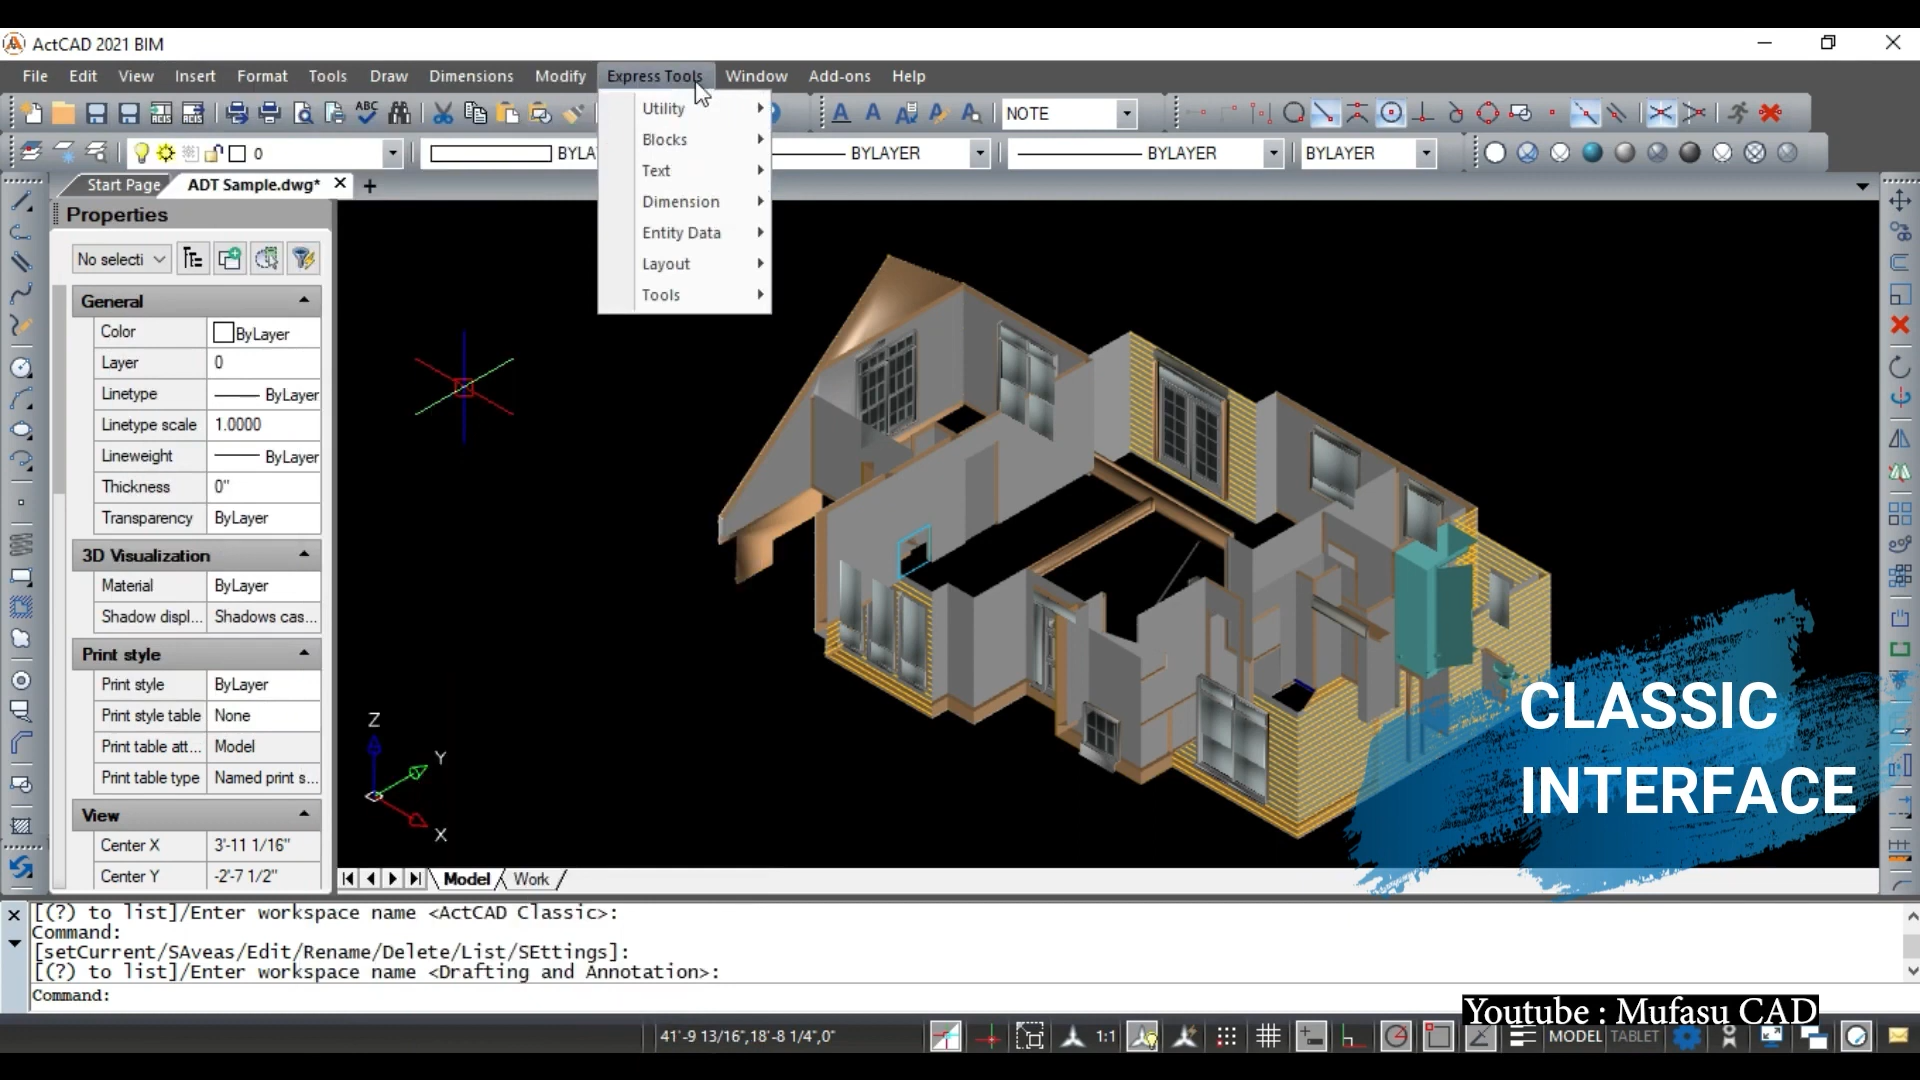 ActCAD 2021 BIM
File Edit View Insert Format Tools Draw Dimensions Modify Express Tools Window Add-ons Help
ABC
NOTE
0
BYLA
BYLAYER
BYLAYER
BYLAYER
Start Page
ADT Sample.dwg*
Utility
Blocks
Text
Dimension
Entity Data
Layout
Tools
Properties
No selecti
General
Color ByLayer
Layer 0
Linetype ByLayer
Linetype scale 1.0000
Lineweight ByLayer
Thickness 0"
Transparency ByLayer
3D Visualization
Material ByLayer
Shadow displ... Shadows cas...
Print style
Print style ByLayer
Print style table None
Print table att... Model
Print table type Named print s...
View
Center X 3'-11 1/16"
Center Y -2'-7 1/2"
Z
Y
X
CLASSIC
INTERFACE
Model Work
[(?) to list]/Enter workspace name <ActCAD Classic>:
Command:
[setCurrent/SAveas/Edit/Rename/Delete/List/SEttings]:
[(?) to list]/Enter workspace name <Drafting and Annotation>:
Command:
Youtube : Mufasu CAD
41'-9 13/16",18'-8 1/4",0"
1:1
MODEL TABLET